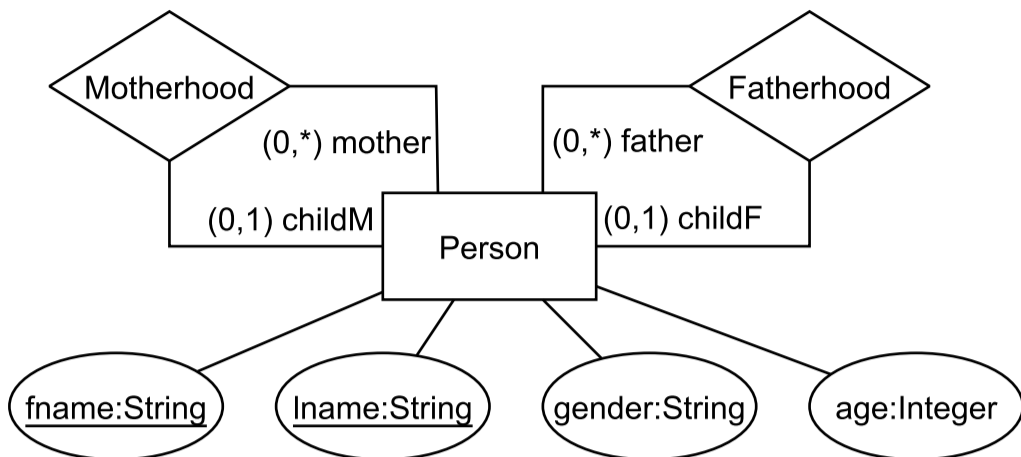 Motherhood
Fatherhood
(0,*) mother
(0,*) father
(0,1) childM
(0,1) childF
Person
fname:String
lname:String
gender:String
age:Integer